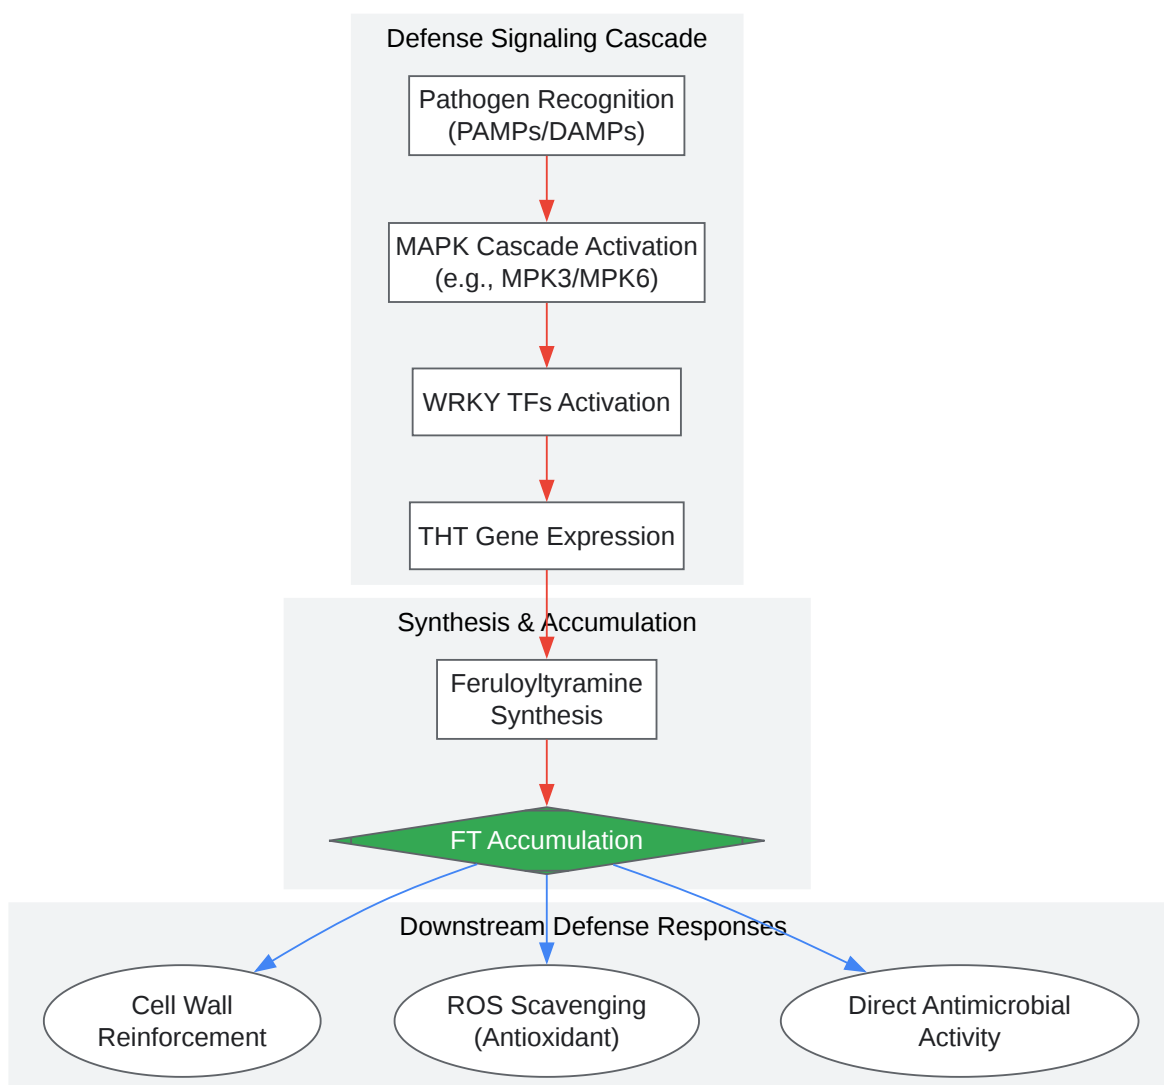 Defense Signaling Cascade
Pathogen Recognition
(PAMPs/DAMPs)
MAPK Cascade Activation
(e.g., MPK3/MPK6)
WRKY TFs Activation
THT Gene Expression
Synthesis & Accumulation
Feruloyltyramine
Synthesis
FT Accumulation
Downstream Defense Responses
Cell Wall
Reinforcement
ROS Scavenging
(Antioxidant)
Direct Antimicrobial
Activity